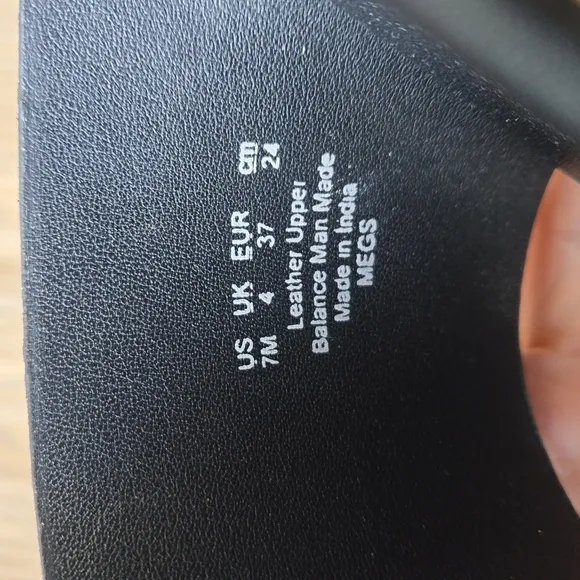 US UK EUR cm
7M 4 37 24
Leather Upper
Balance Man Made
Made in India
MEGS